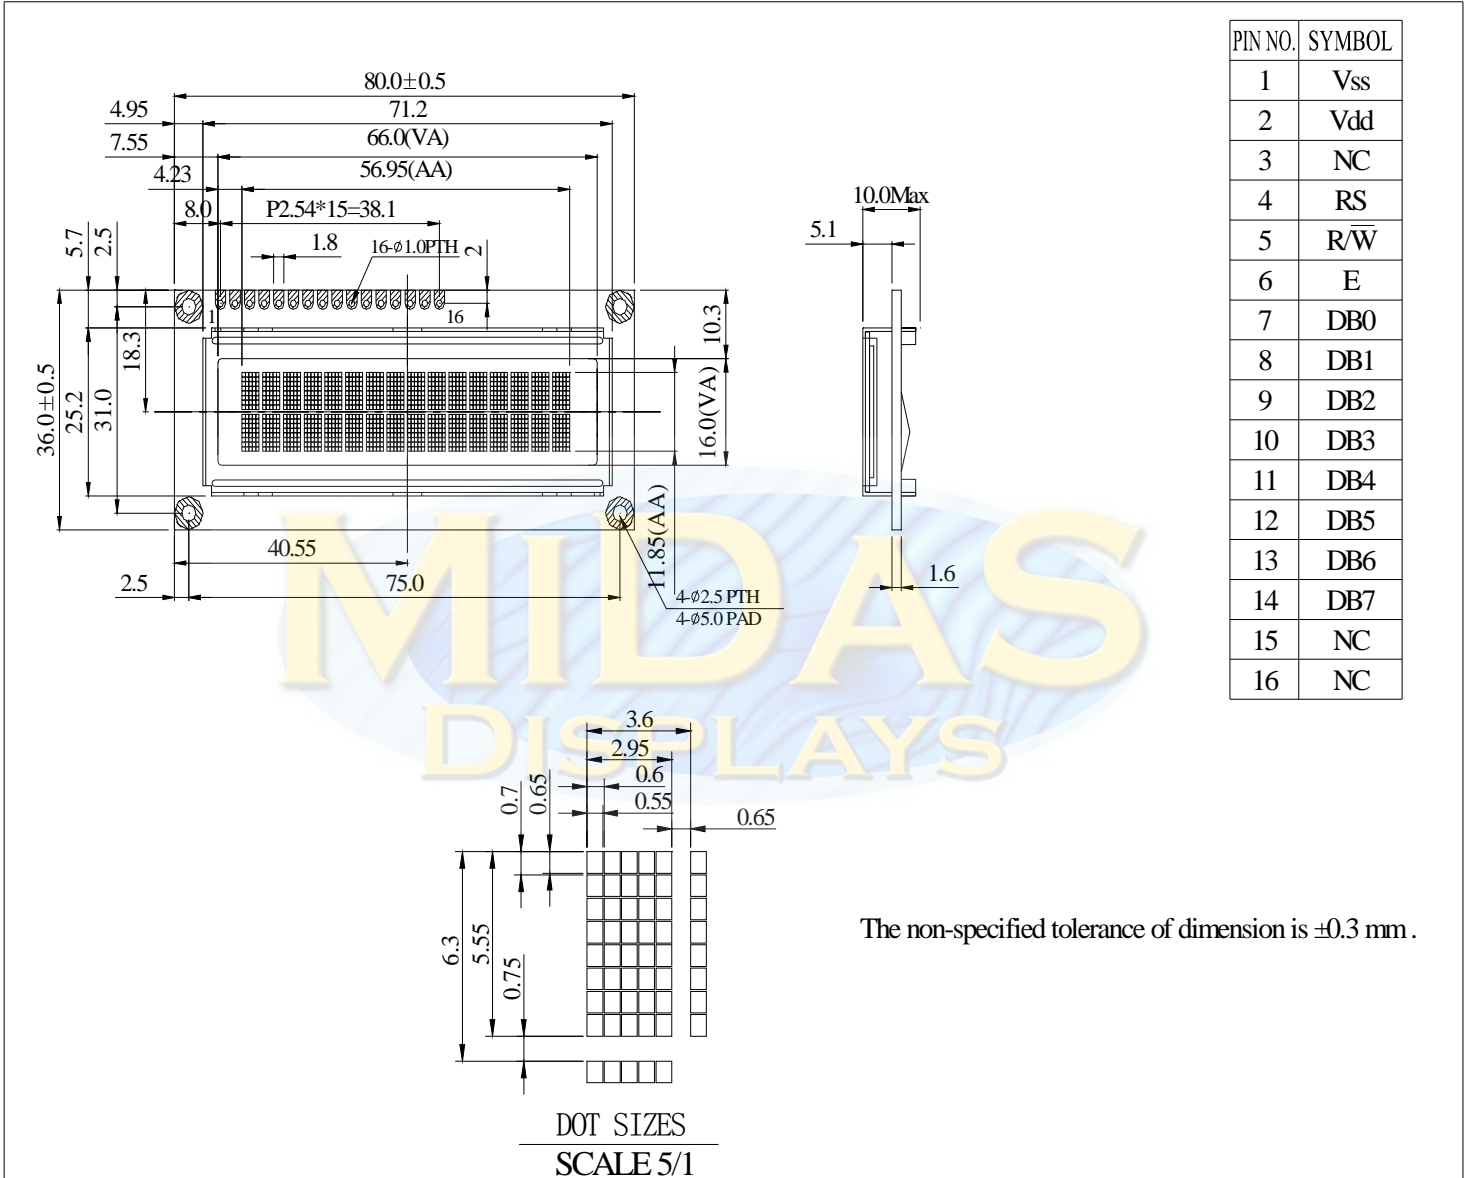 80.0±0.5
4.95
71.2
7.55
66.0(VA)
4.23
56.95(AA)
8.0
P2.54*15=38.1
5.7
2.5
1.8
16-ø1.0PTH
2
1
16
10.3
18.3
36.0±0.5
25.2
31.0
16.0(VA)
11.85(AA)
40.55
2.5
75.0
4-ø2.5 PTH
4-ø5.0 PAD
10.0Max
5.1
1.6
PIN NO. SYMBOL
1 Vss
2 Vdd
3 NC
4 RS
5 R/W̅
6 E
7 DB0
8 DB1
9 DB2
10 DB3
11 DB4
12 DB5
13 DB6
14 DB7
15 NC
16 NC
MIDAS
DISPLAYS
3.6
2.95
0.6
0.55
0.65
0.7
0.65
6.3
5.55
0.75
The non-specified tolerance of dimension is ±0.3 mm .
DOT SIZES
SCALE 5/1